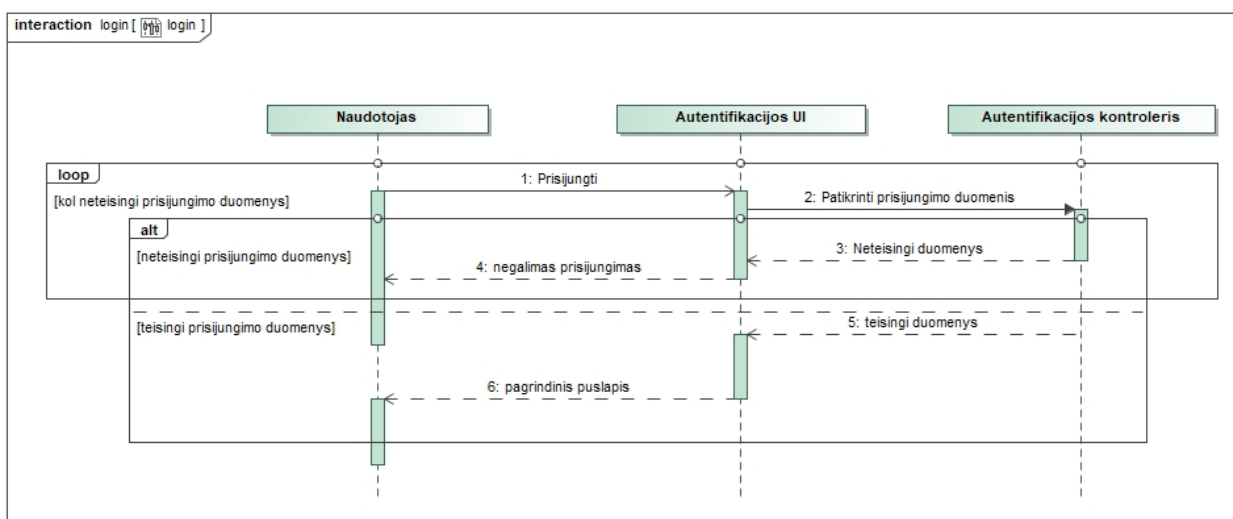 interaction login [ login ]
Naudotojas
Autentifikacijos UI
Autentifikacijos kontroleris
loop
1: Prisijungti
[kol neteisingi prisijungimo duomenys]
2: Patikrinti prisijungimo duomenis
alt
[neteisingi prisijungimo duomenys]
3: Neteisingi duomenys
4: negalimas prisijungimas
[teisingi prisijungimo duomenys]
5: teisingi duomenys
6: pagrindinis puslapis